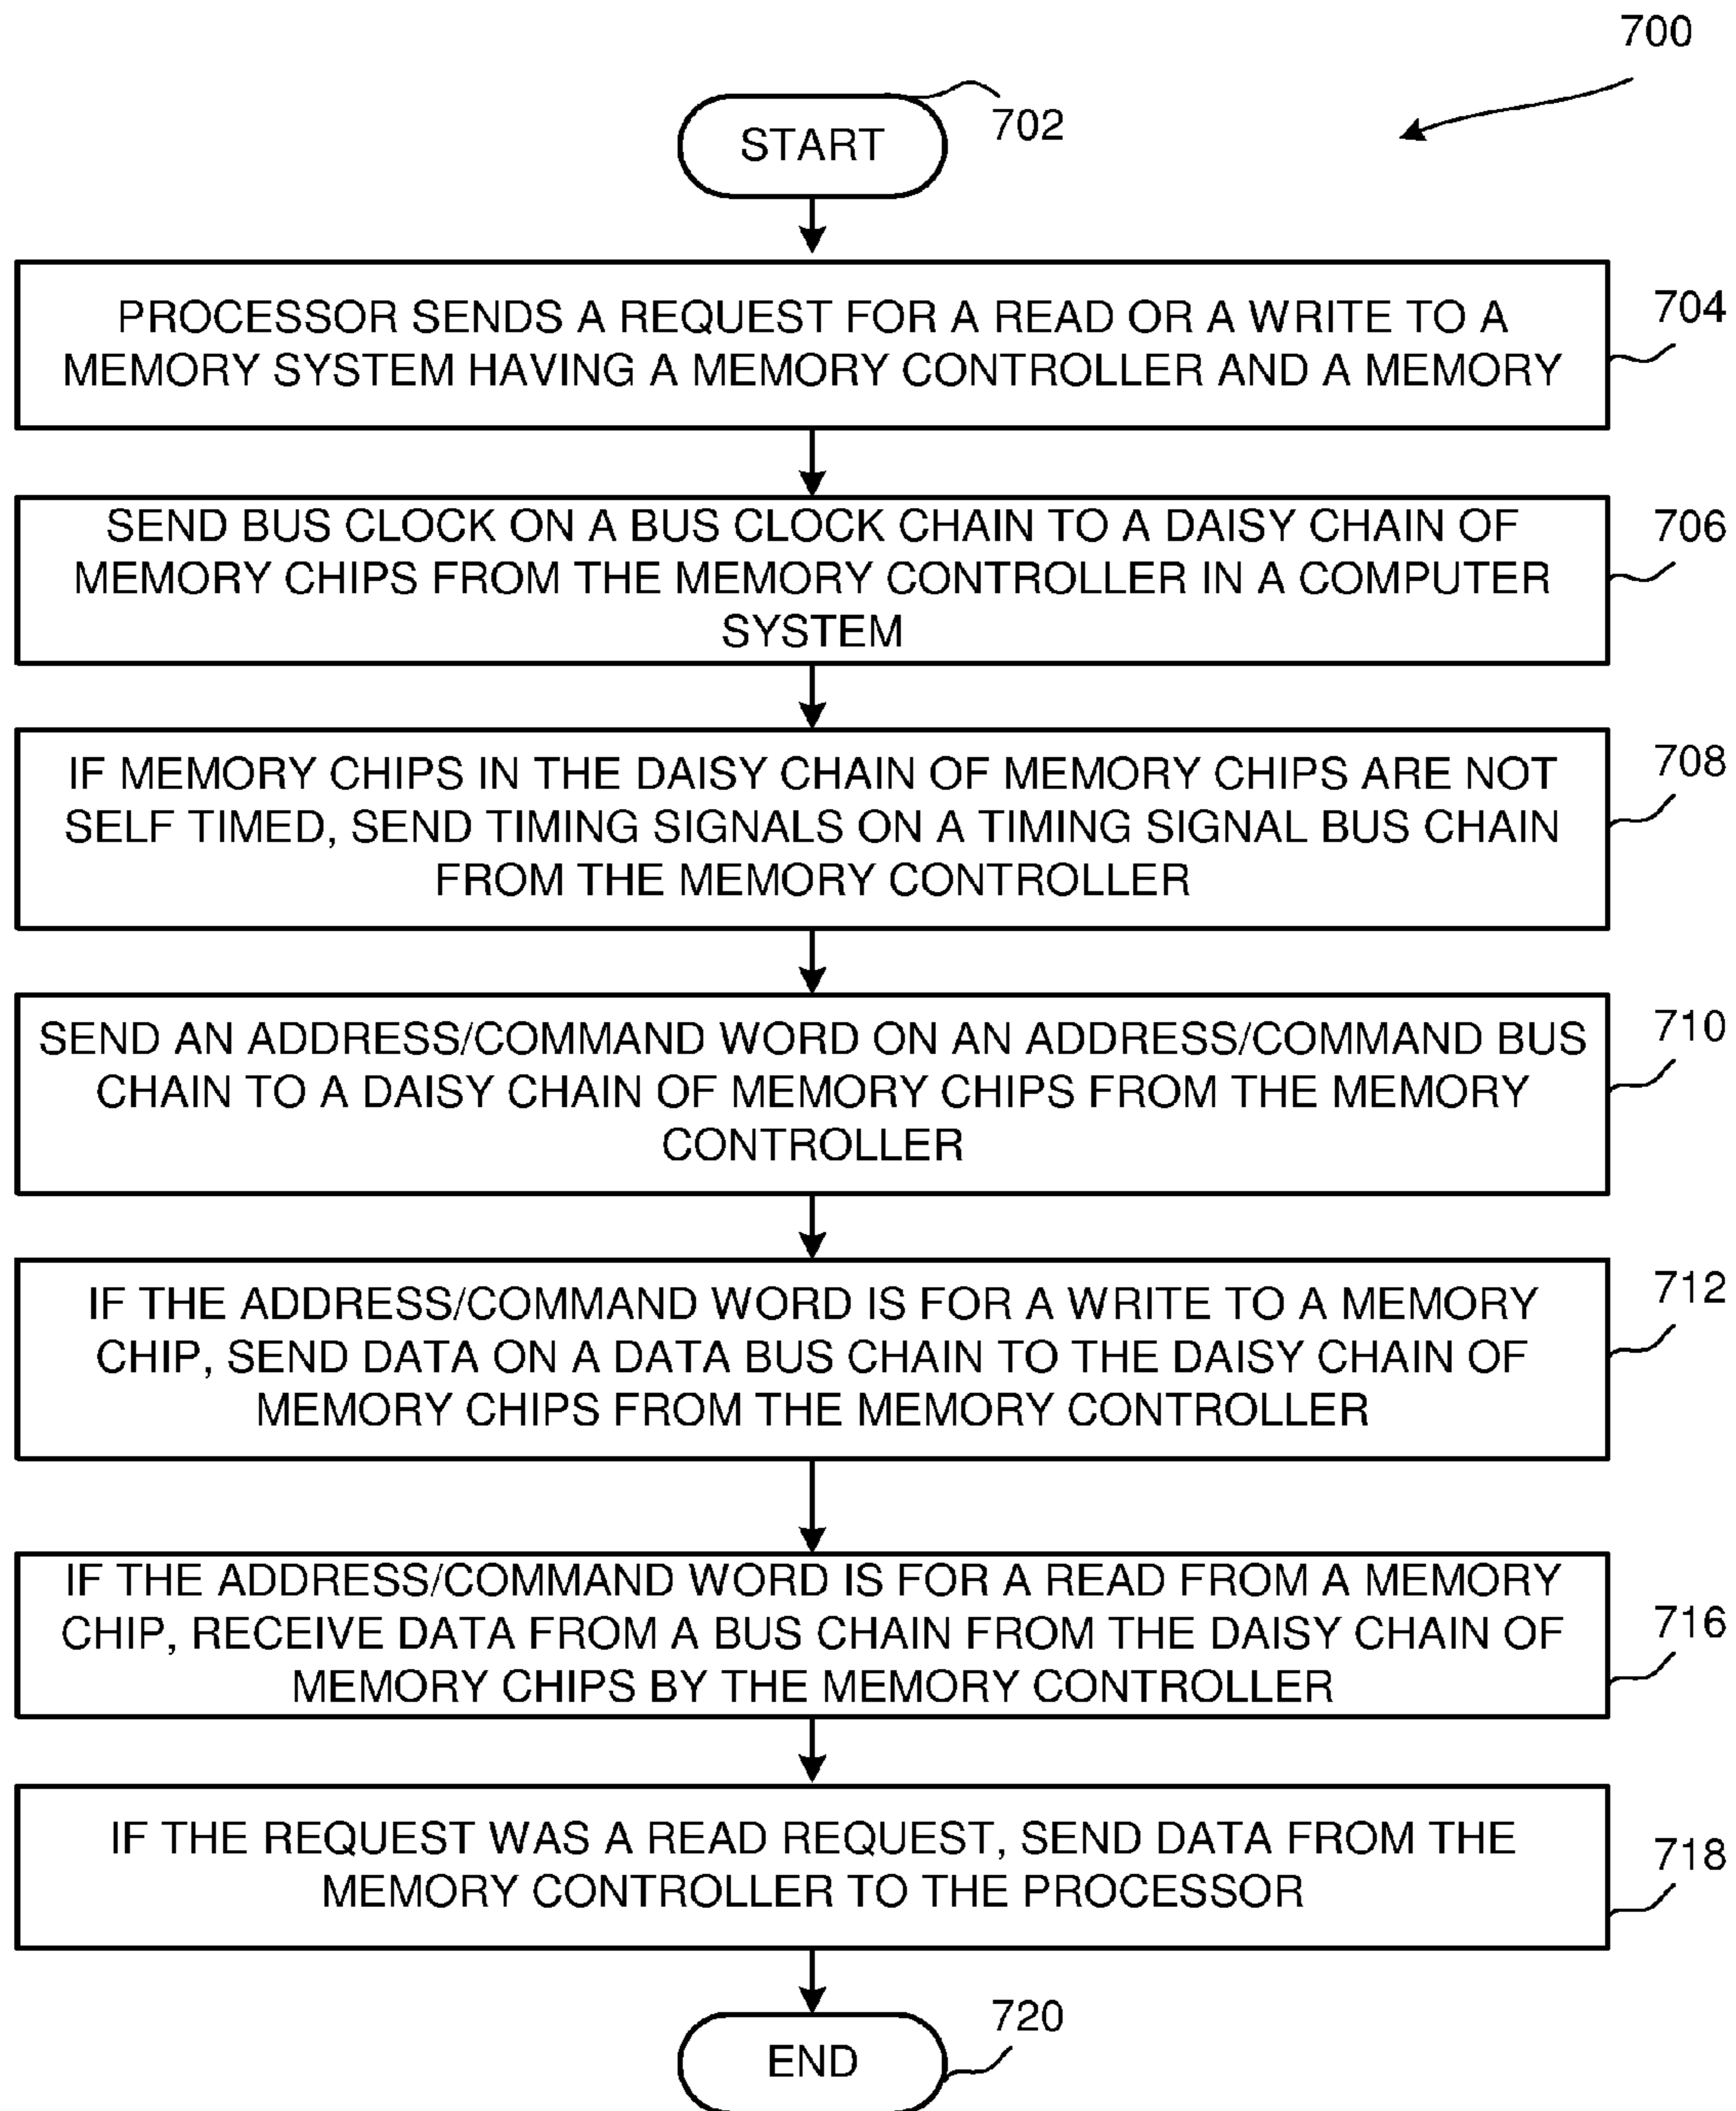 700
START
702
PROCESSOR SENDS A REQUEST FOR A READ OR A WRITE TO A
MEMORY SYSTEM HAVING A MEMORY CONTROLLER AND A MEMORY
704
SEND BUS CLOCK ON A BUS CLOCK CHAIN TO A DAISY CHAIN OF
MEMORY CHIPS FROM THE MEMORY CONTROLLER IN A COMPUTER
SYSTEM
706
IF MEMORY CHIPS IN THE DAISY CHAIN OF MEMORY CHIPS ARE NOT
SELF TIMED, SEND TIMING SIGNALS ON A TIMING SIGNAL BUS CHAIN
FROM THE MEMORY CONTROLLER
708
SEND AN ADDRESS/COMMAND WORD ON AN ADDRESS/COMMAND BUS
CHAIN TO A DAISY CHAIN OF MEMORY CHIPS FROM THE MEMORY
CONTROLLER
710
IF THE ADDRESS/COMMAND WORD IS FOR A WRITE TO A MEMORY
CHIP, SEND DATA ON A DATA BUS CHAIN TO THE DAISY CHAIN OF
MEMORY CHIPS FROM THE MEMORY CONTROLLER
712
IF THE ADDRESS/COMMAND WORD IS FOR A READ FROM A MEMORY
CHIP, RECEIVE DATA FROM A BUS CHAIN FROM THE DAISY CHAIN OF
MEMORY CHIPS BY THE MEMORY CONTROLLER
716
IF THE REQUEST WAS A READ REQUEST, SEND DATA FROM THE
MEMORY CONTROLLER TO THE PROCESSOR
718
END
720